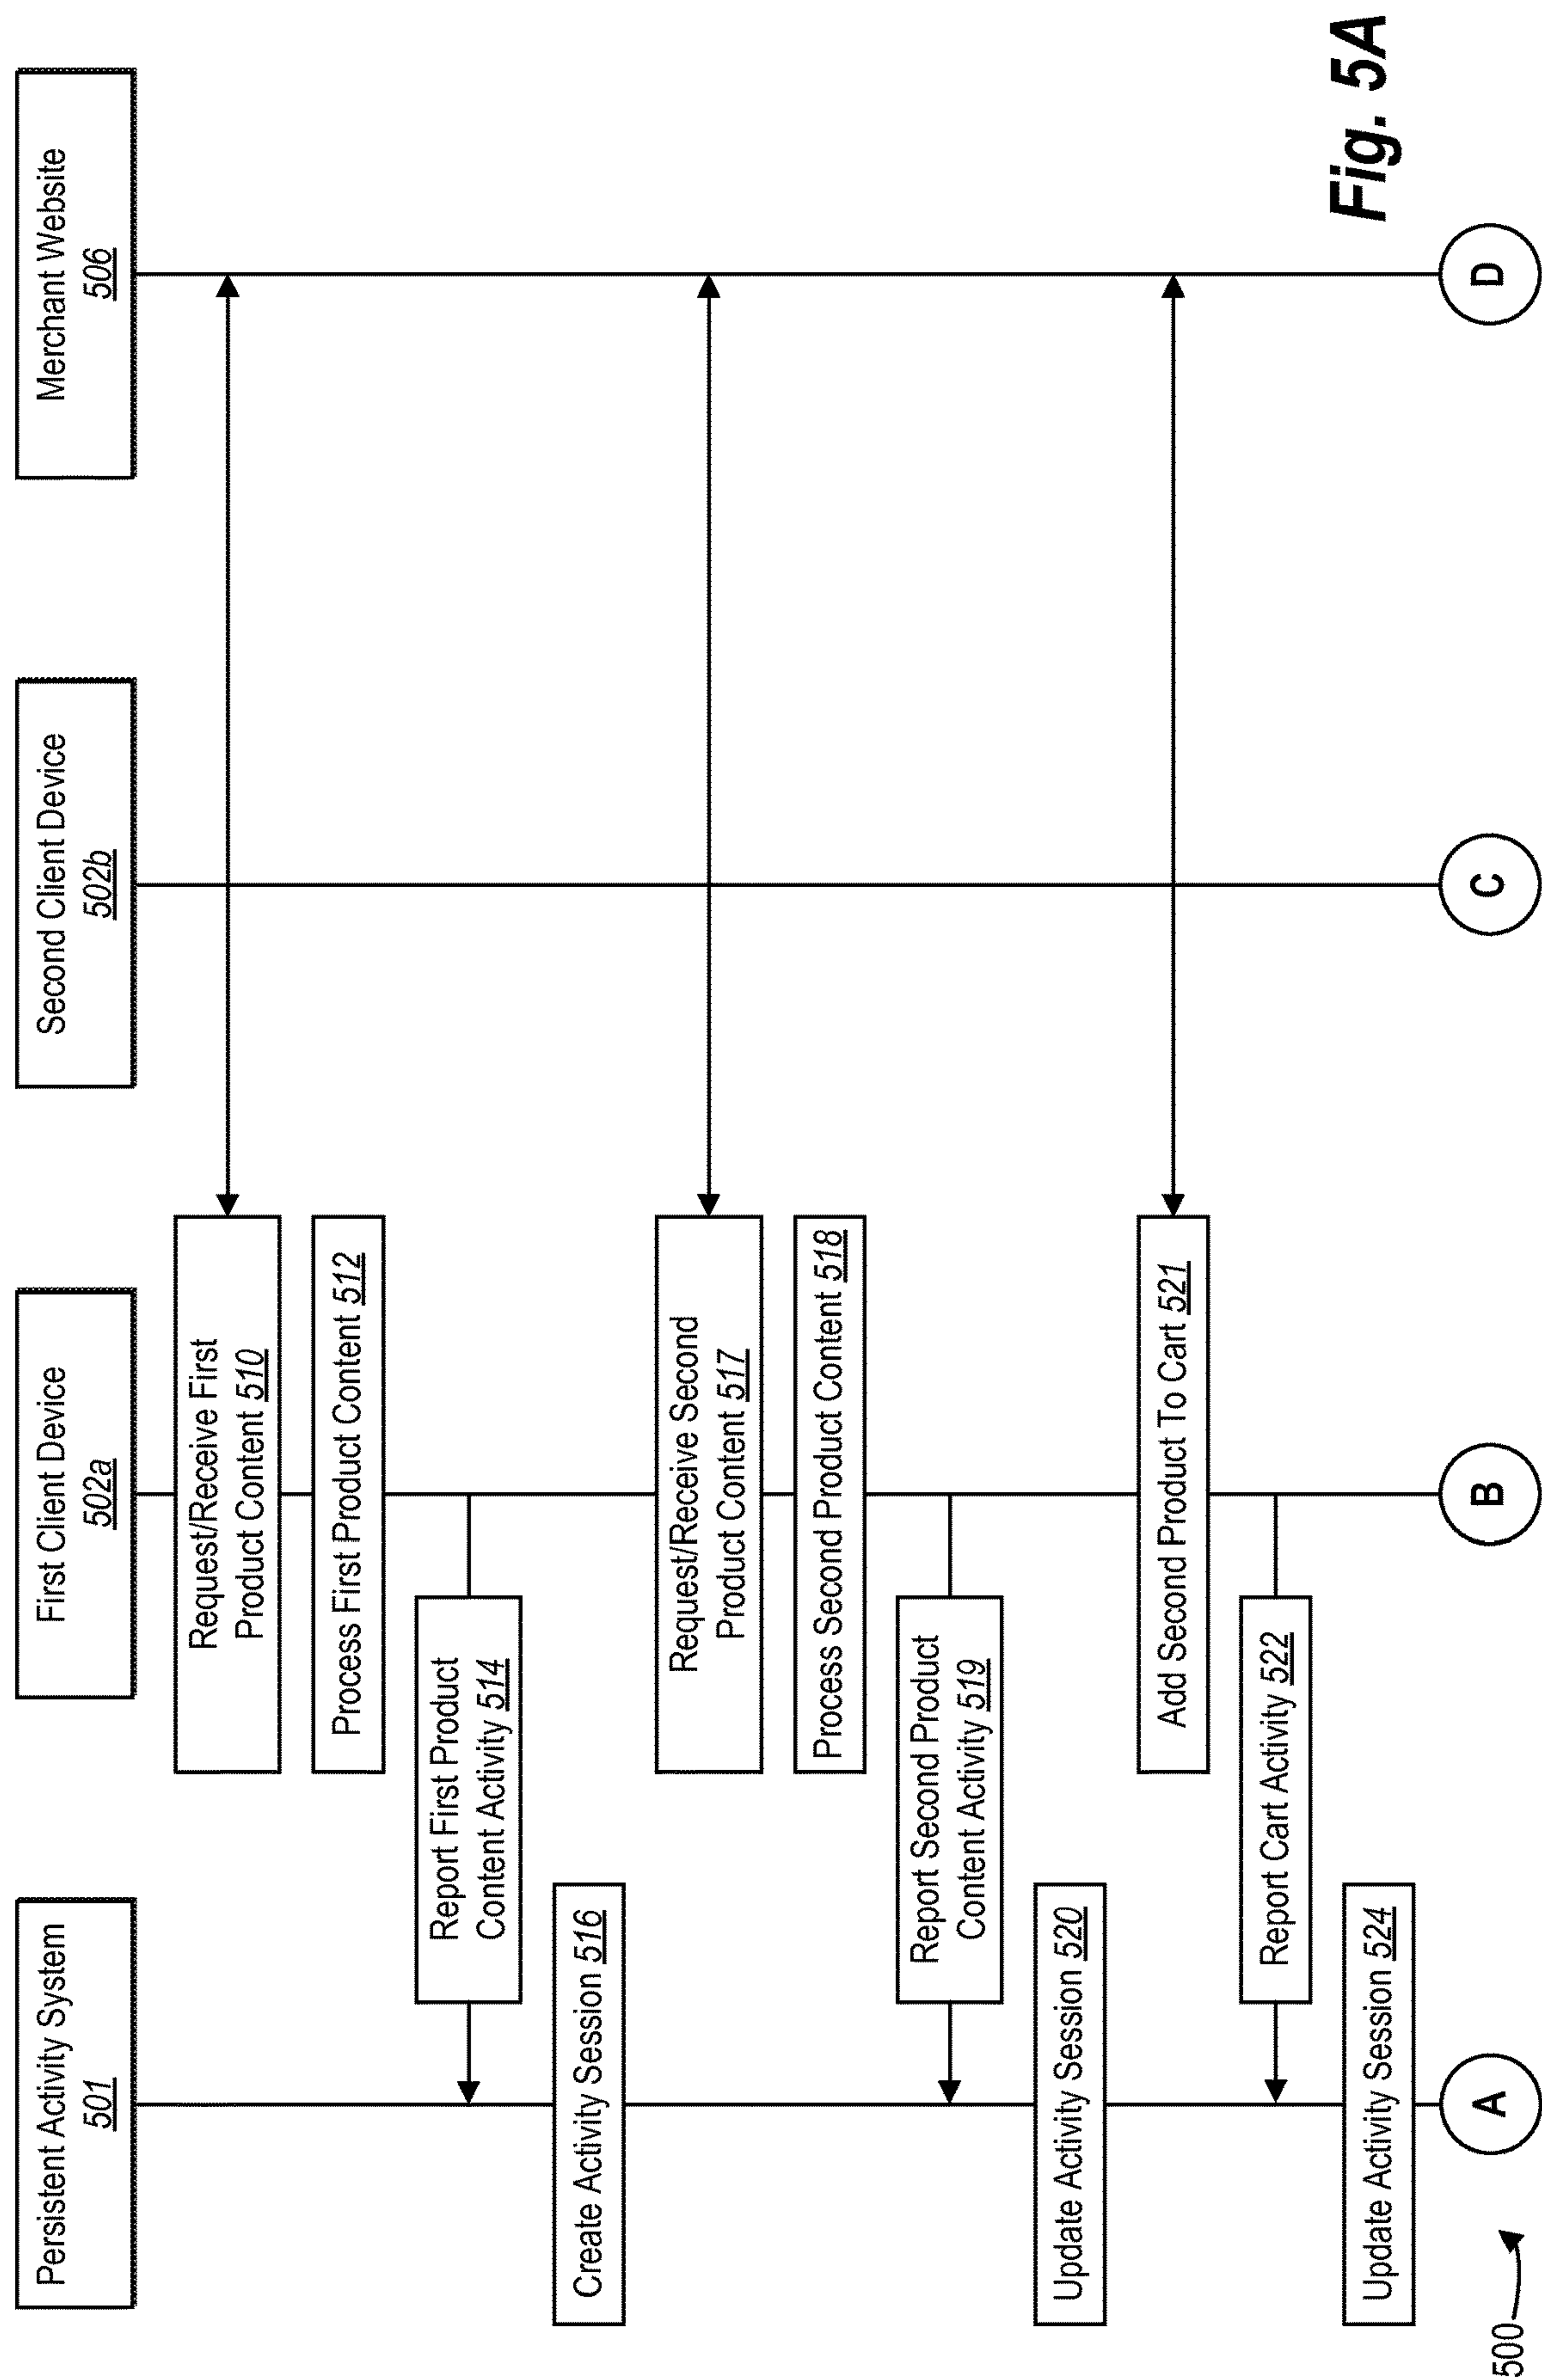 Persistent Activity System
501
First Client Device
502a
Second Client Device
502b
Merchant Website
506
Request/Receive First
Product Content 510
Process First Product Content 512
Report First Product
Content Activity 514
Create Activity Session 516
Request/Receive Second
Product Content 517
Process Second Product Content 518
Report Second Product
Content Activity 519
Update Activity Session 520
Add Second Product To Cart 521
Report Cart Activity 522
Update Activity Session 524
A
B
C
D
500
Fig. 5A